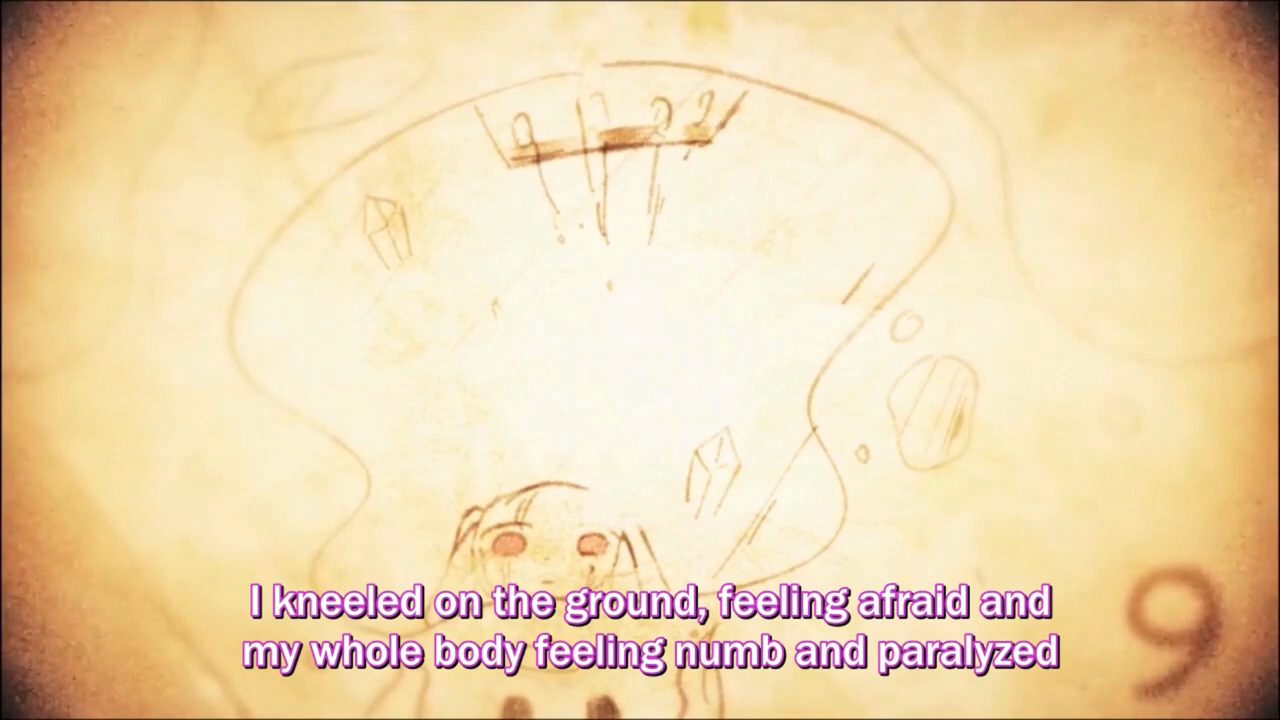 I kneeled on the ground, feeling afraid and
my whole body feeling numb and paralyzed
9